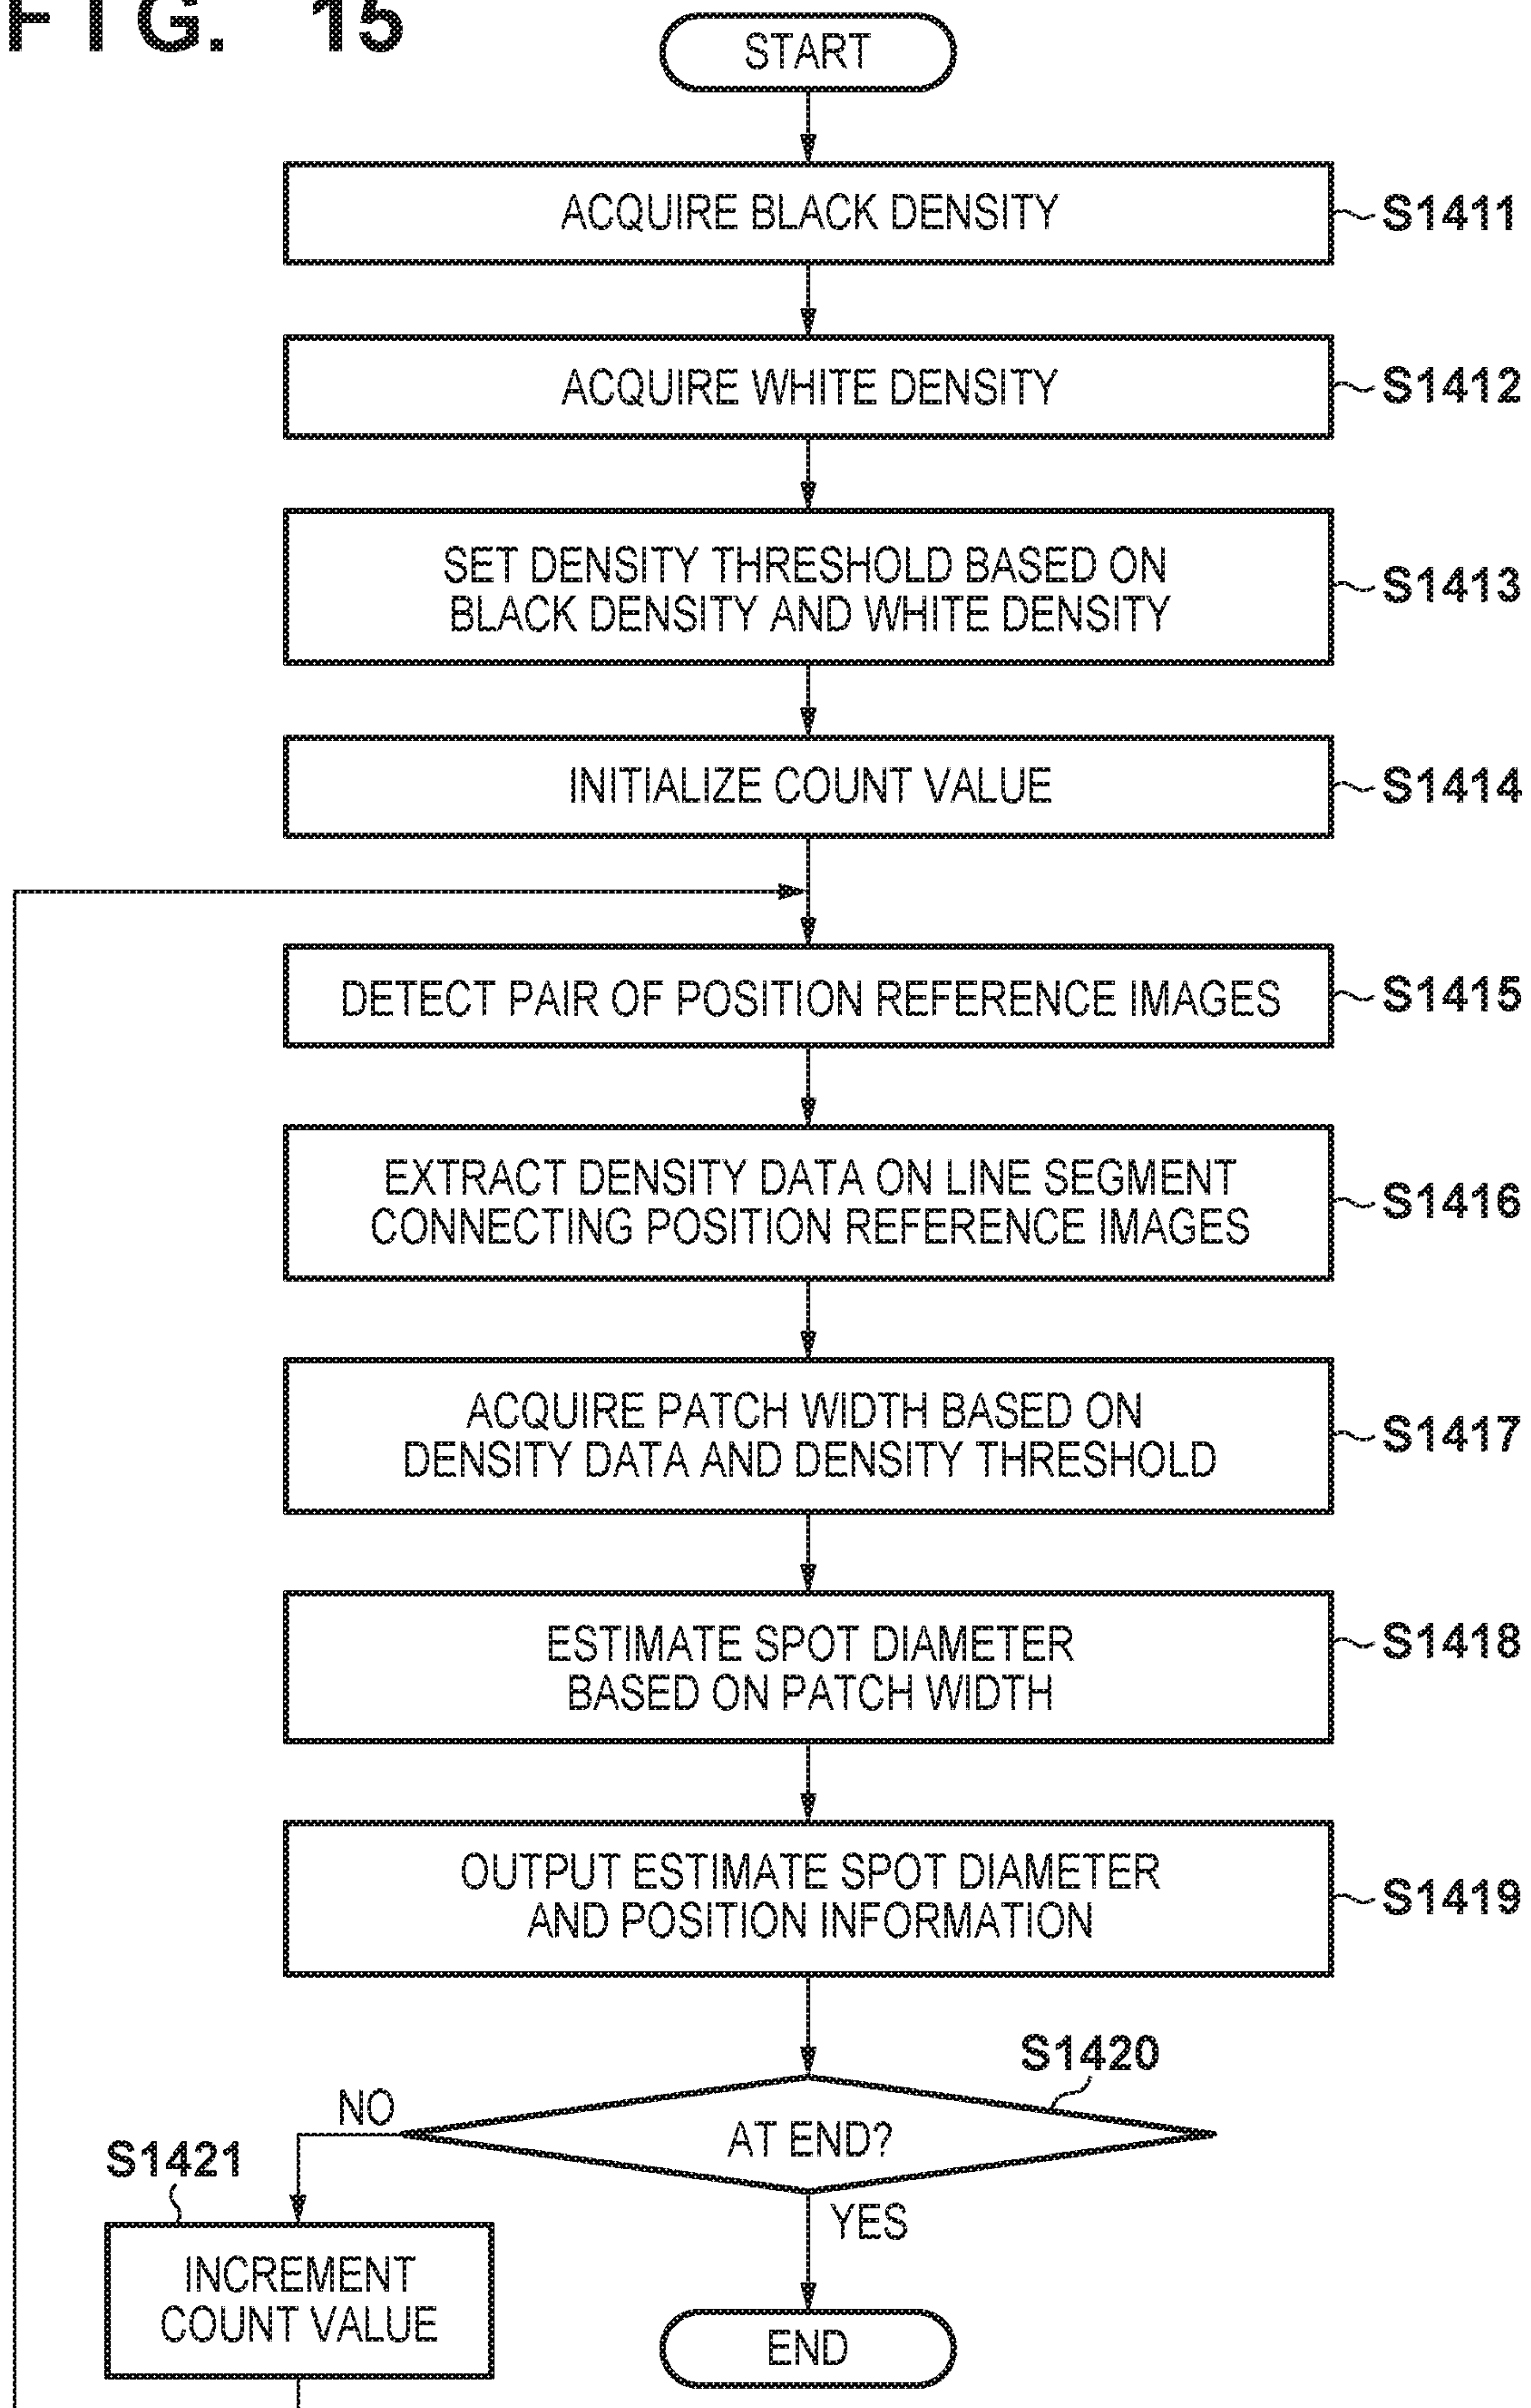 FIG. 15
START
ACQUIRE BLACK DENSITY
S1411
ACQUIRE WHITE DENSITY
S1412
SET DENSITY THRESHOLD BASED ON
BLACK DENSITY AND WHITE DENSITY
S1413
INITIALIZE COUNT VALUE
S1414
DETECT PAIR OF POSITION REFERENCE IMAGES
S1415
EXTRACT DENSITY DATA ON LINE SEGMENT
CONNECTING POSITION REFERENCE IMAGES
S1416
ACQUIRE PATCH WIDTH BASED ON
DENSITY DATA AND DENSITY THRESHOLD
S1417
ESTIMATE SPOT DIAMETER
BASED ON PATCH WIDTH
S1418
OUTPUT ESTIMATE SPOT DIAMETER
AND POSITION INFORMATION
S1419
S1420
AT END?
NO
YES
S1421
INCREMENT
COUNT VALUE
END